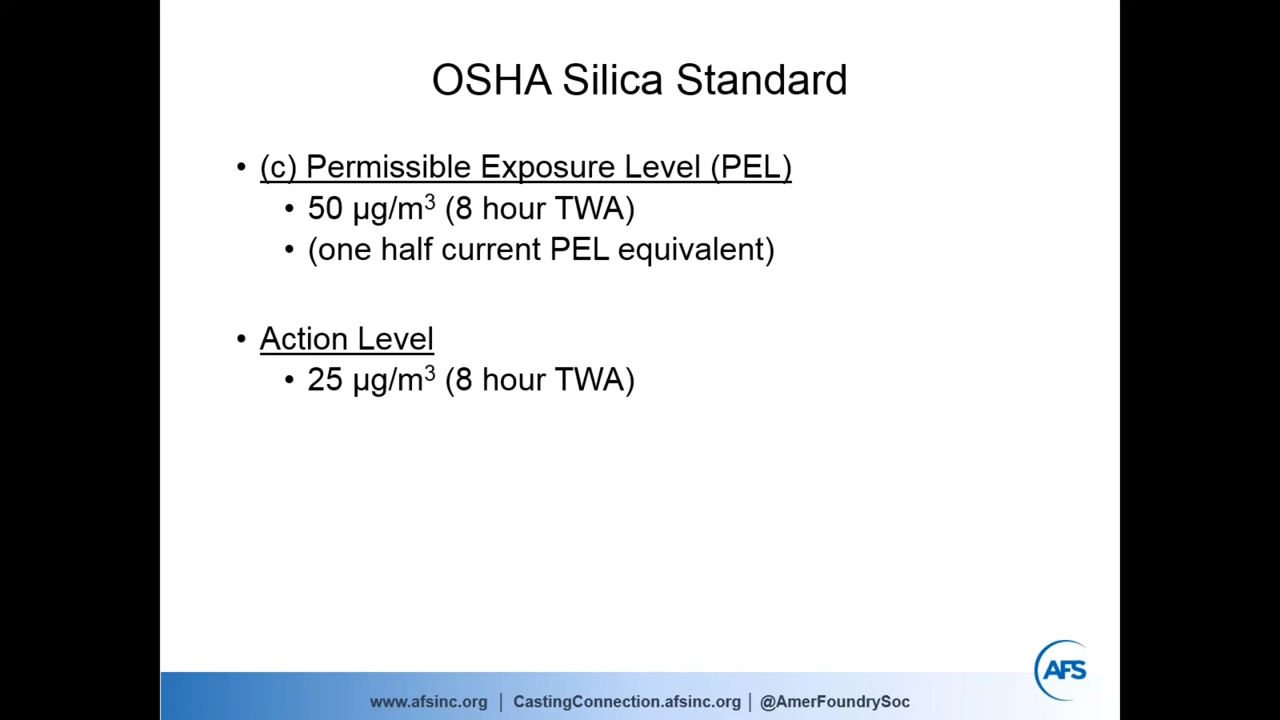 OSHA Silica Standard
• (c) Permissible Exposure Level (PEL)
• 50 µg/m³ (8 hour TWA)
• (one half current PEL equivalent)
• Action Level
• 25 µg/m³ (8 hour TWA)
AFS
www.afsinc.org | CastingConnection.afsinc.org | @AmerFoundrySoc